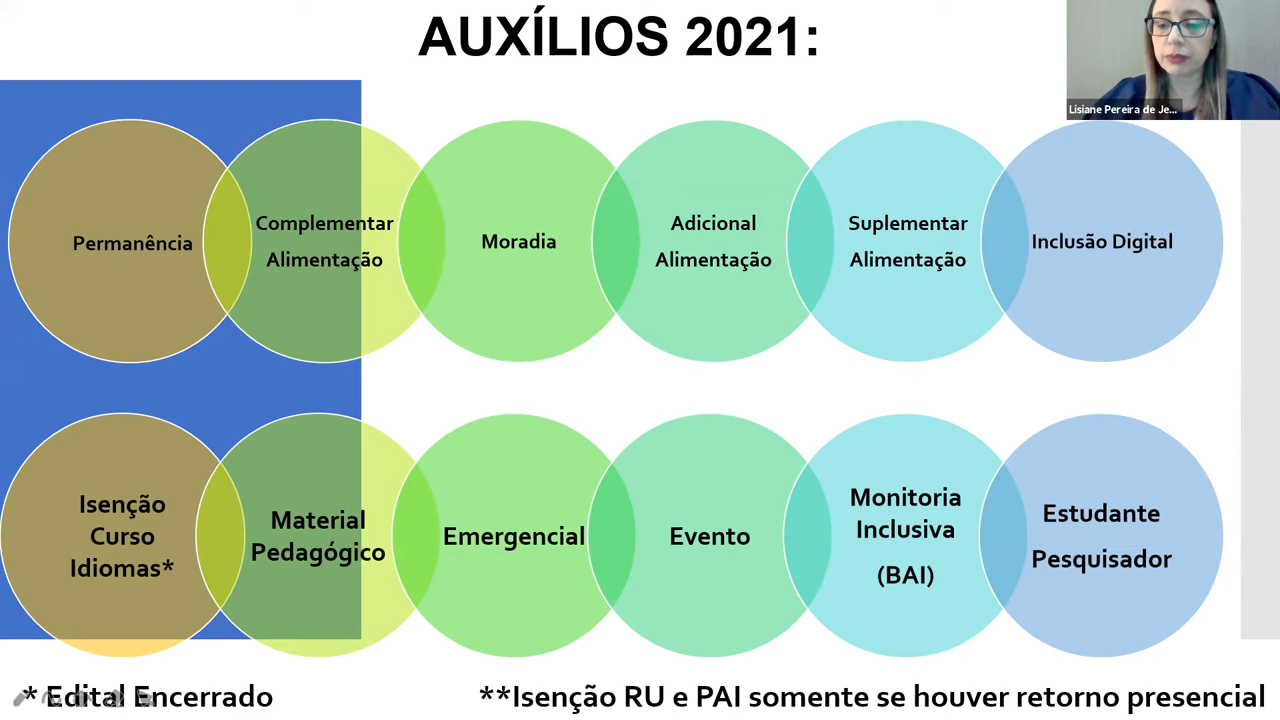 AUXÍLIOS 2021:
Lisiane Pereira de Je...
Permanência
Complementar
Alimentação
Moradia
Adicional
Alimentação
Suplementar
Alimentação
Inclusão Digital
Isenção
Curso
Idiomas*
Material
Pedagógico
Emergencial
Evento
Monitoria
Inclusiva
(BAI)
Estudante
Pesquisador
* Edital Encerrado
**Isenção RU e PAI somente se houver retorno presencial